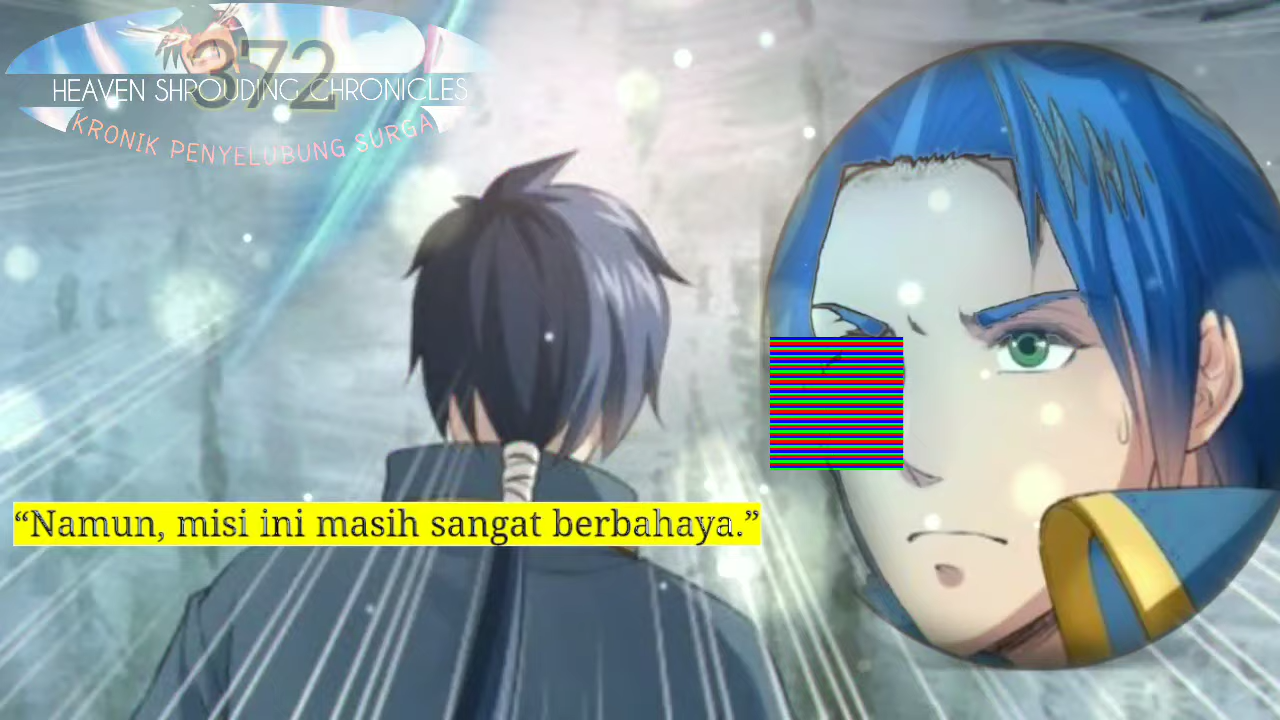 372
HEAVEN SHROUDING CHRONICLES
KRONIK PENYELUBUNG SURGA
“Namun, misi ini masih sangat berbahaya.”